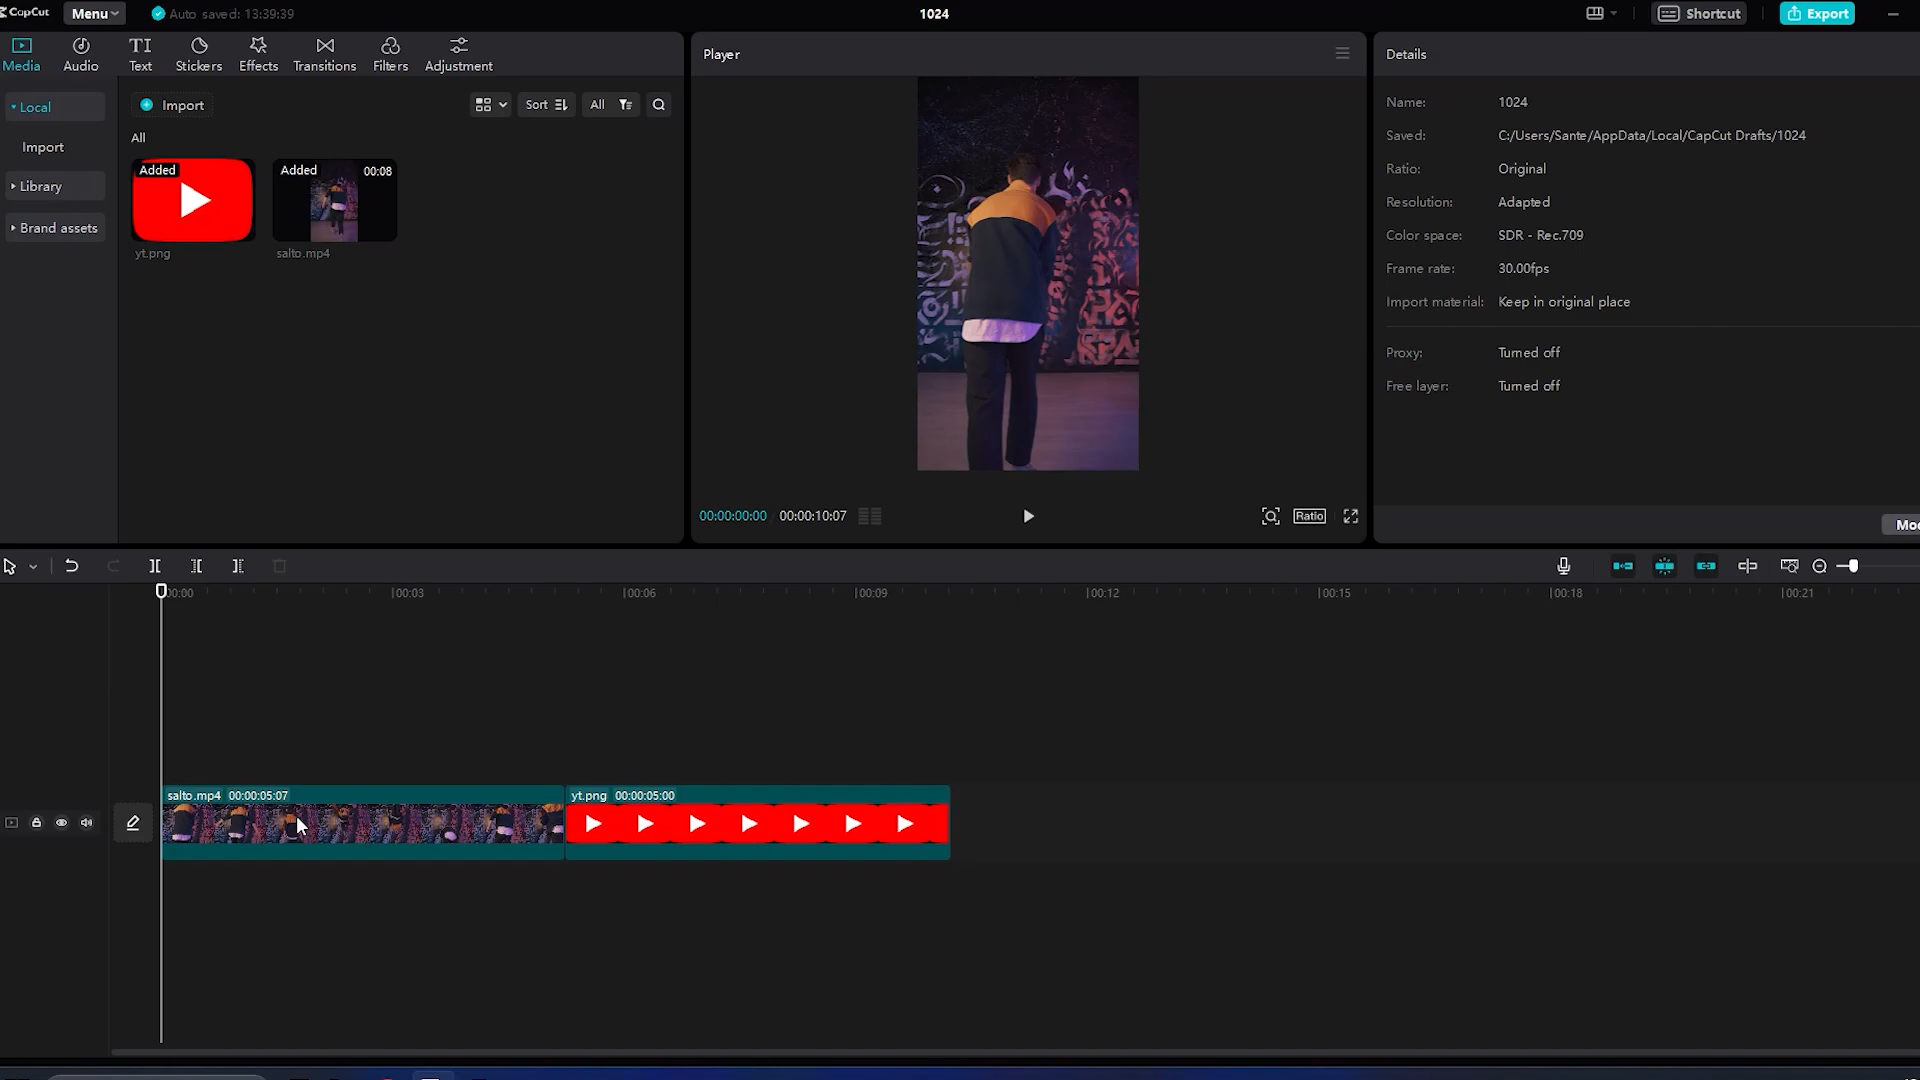 CapCut
Menu
Auto saved: 13:39:39
1024
Shortcut
Export
Media
Audio
TI
Text
Stickers
Effects
Transitions
Filters
Adjustment
Local
Import
Library
Brand assets
Import
Sort
All
All
Added
yt.png
Added
00:08
salto.mp4
Player
00:00:00:00
00:00:10:07
Ratio
Details
Name: 1024
Saved: C:/Users/Sante/AppData/Local/CapCut Drafts/1024
Ratio: Original
Resolution: Adapted
Color space: SDR - Rec.709
Frame rate: 30.00fps
Import material: Keep in original place
Proxy: Turned off
Free layer: Turned off
00:00
00:03
00:06
00:09
00:12
00:15
00:18
00:21
salto.mp4 00:00:05:07
yt.png 00:00:05:00